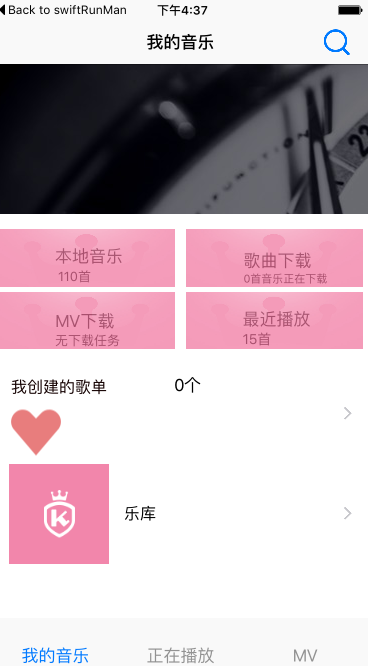 Back to swiftRunMan 下午4:37
我的音乐
本地音乐
110首
歌曲下载
0首音乐正在下载
MV下载
无下载任务
最近播放
15首
我创建的歌单 0个
K
乐库
我的音乐 正在播放 MV